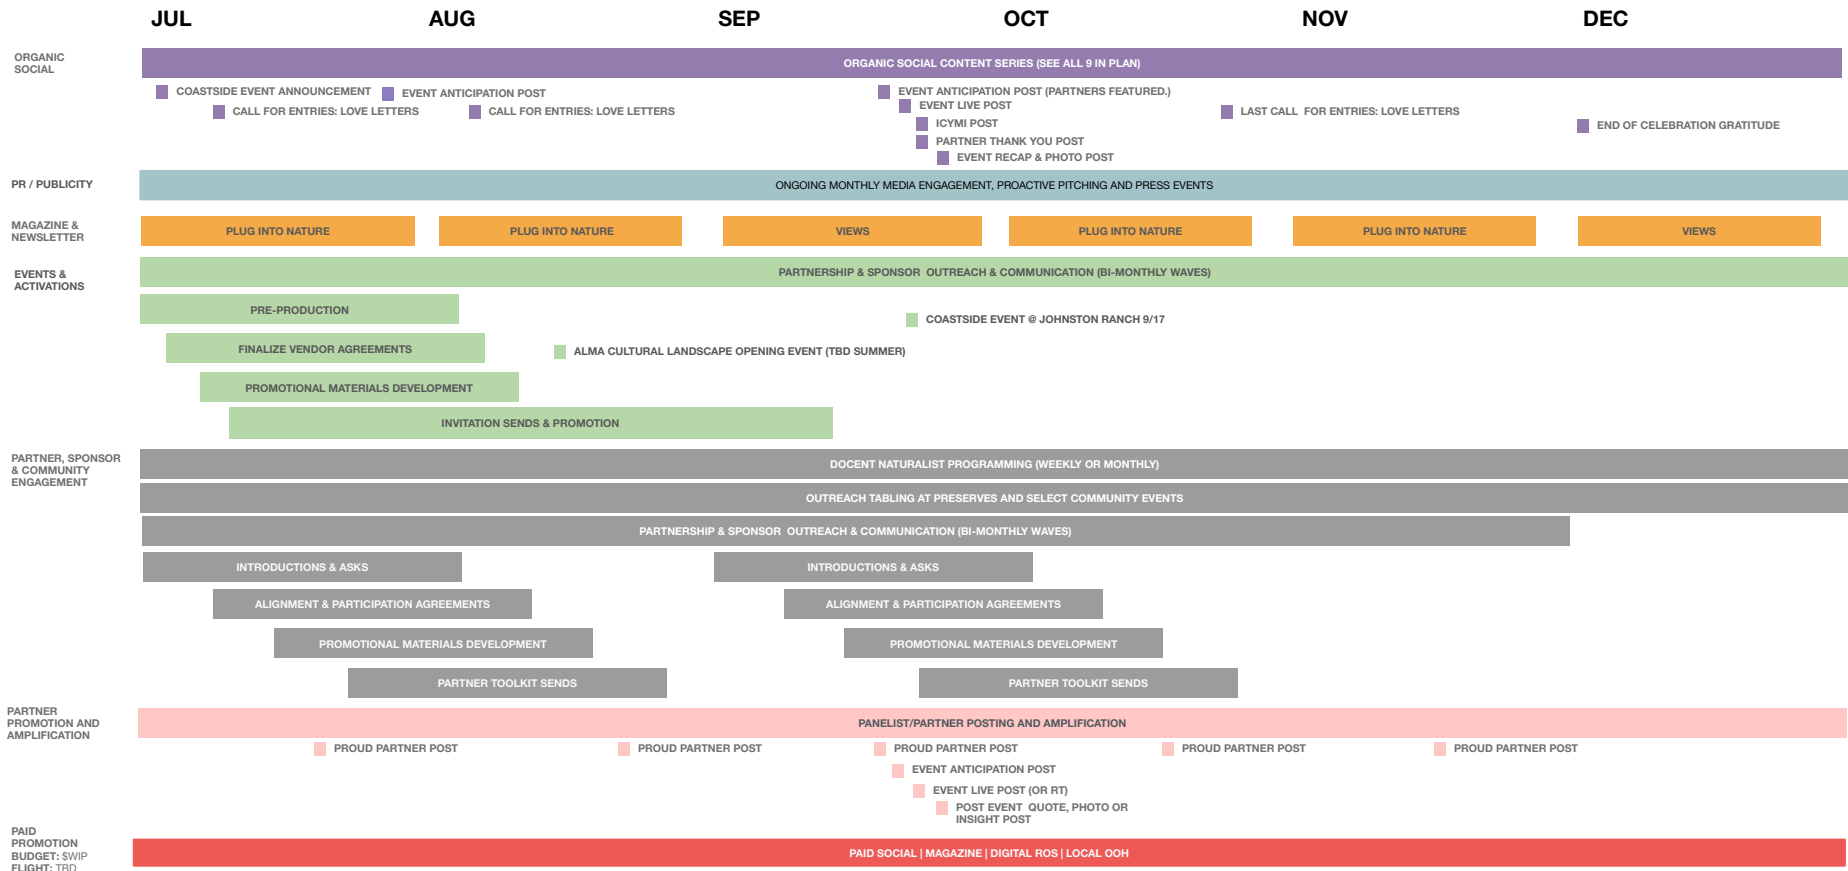 JUL AUG SEP OCT NOV DEC
ORGANIC
SOCIAL
ORGANIC SOCIAL CONTENT SERIES (SEE ALL 9 IN PLAN)
COASTSIDE EVENT ANNOUNCEMENT
EVENT ANTICIPATION POST
EVENT ANTICIPATION POST (PARTNERS FEATURED.)
CALL FOR ENTRIES: LOVE LETTERS
CALL FOR ENTRIES: LOVE LETTERS
EVENT LIVE POST
LAST CALL  FOR ENTRIES: LOVE LETTERS
ICYMI POST
END OF CELEBRATION GRATITUDE
PARTNER THANK YOU POST
EVENT RECAP & PHOTO POST
PR / PUBLICITY
ONGOING MONTHLY MEDIA ENGAGEMENT, PROACTIVE PITCHING AND PRESS EVENTS
MAGAZINE &
NEWSLETTER
PLUG INTO NATURE
PLUG INTO NATURE
VIEWS
PLUG INTO NATURE
PLUG INTO NATURE
VIEWS
EVENTS &
ACTIVATIONS
PARTNERSHIP & SPONSOR  OUTREACH & COMMUNICATION (BI-MONTHLY WAVES)
PRE-PRODUCTION
COASTSIDE EVENT @ JOHNSTON RANCH 9/17
FINALIZE VENDOR AGREEMENTS
ALMA CULTURAL LANDSCAPE OPENING EVENT (TBD SUMMER)
PROMOTIONAL MATERIALS DEVELOPMENT
INVITATION SENDS & PROMOTION
PARTNER, SPONSOR
& COMMUNITY
ENGAGEMENT
DOCENT NATURALIST PROGRAMMING (WEEKLY OR MONTHLY)
OUTREACH TABLING AT PRESERVES AND SELECT COMMUNITY EVENTS
PARTNERSHIP & SPONSOR  OUTREACH & COMMUNICATION (BI-MONTHLY WAVES)
INTRODUCTIONS & ASKS
INTRODUCTIONS & ASKS
ALIGNMENT & PARTICIPATION AGREEMENTS
ALIGNMENT & PARTICIPATION AGREEMENTS
PROMOTIONAL MATERIALS DEVELOPMENT
PROMOTIONAL MATERIALS DEVELOPMENT
PARTNER TOOLKIT SENDS
PARTNER TOOLKIT SENDS
PARTNER
PROMOTION AND
AMPLIFICATION
PANELIST/PARTNER POSTING AND AMPLIFICATION
PROUD PARTNER POST
PROUD PARTNER POST
PROUD PARTNER POST
PROUD PARTNER POST
PROUD PARTNER POST
EVENT ANTICIPATION POST
EVENT LIVE POST (OR RT)
POST EVENT  QUOTE, PHOTO OR
INSIGHT POST
PAID
PROMOTION
BUDGET: $WIP
FLIGHT: TBD
PAID SOCIAL | MAGAZINE | DIGITAL ROS | LOCAL OOH